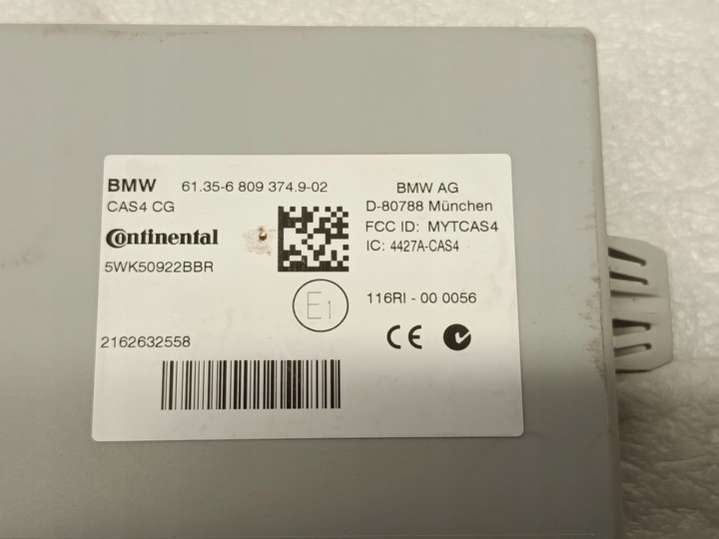 BMW 61.35-6 809 374.9-02
CAS4 CG
Continental
5WK50922BBR
2162632558
BMW AG
D-80788 München
FCC ID: MYTCAS4
IC: 4427A-CAS4
E1
116RI - 00 0056
CE